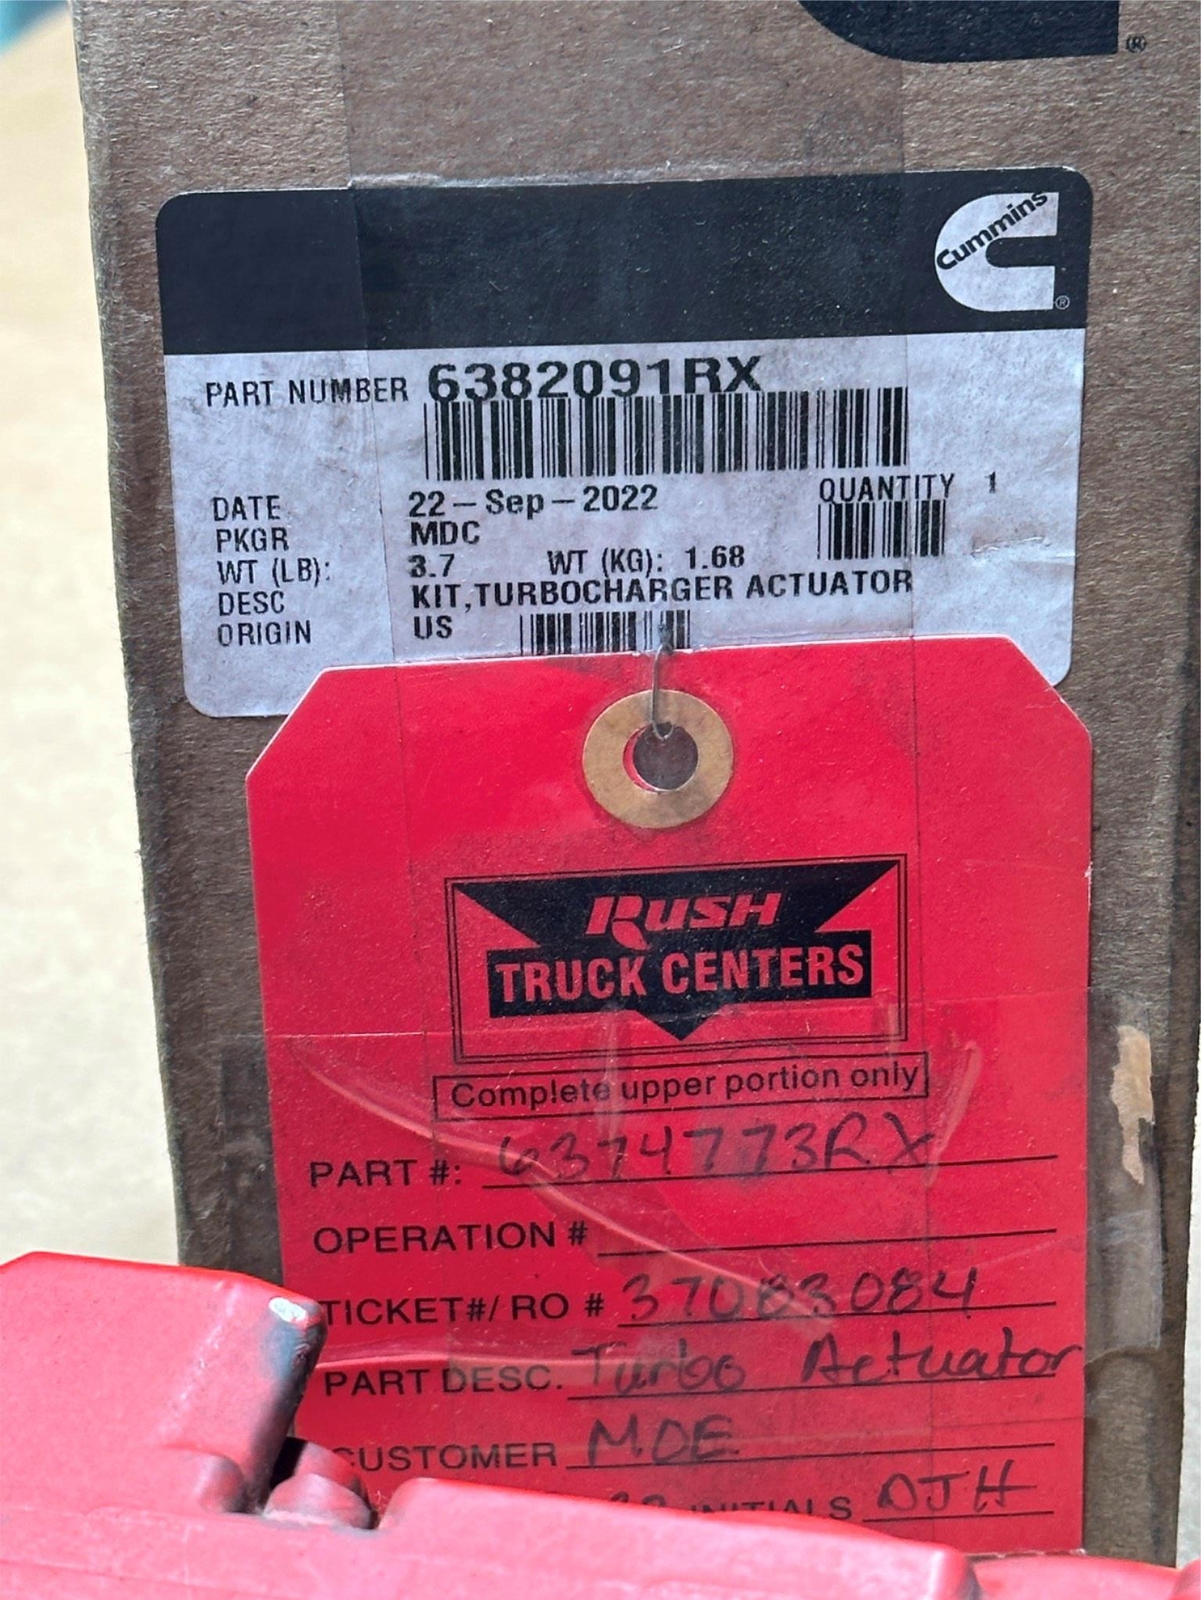 ®
Cummins
®
PART NUMBER 6382091RX
DATE 22-Sep-2022 QUANTITY 1
PKGR MDC
WT (LB): 3.7 WT (KG): 1.68
DESC KIT,TURBOCHARGER ACTUATOR
ORIGIN US
RUSH
TRUCK CENTERS
Complete upper portion only
PART #: 6374773RX
OPERATION #
TICKET#/ RO # 37083084
PART DESC. Turbo Actuator
CUSTOMER MOE
INITIALS DJH